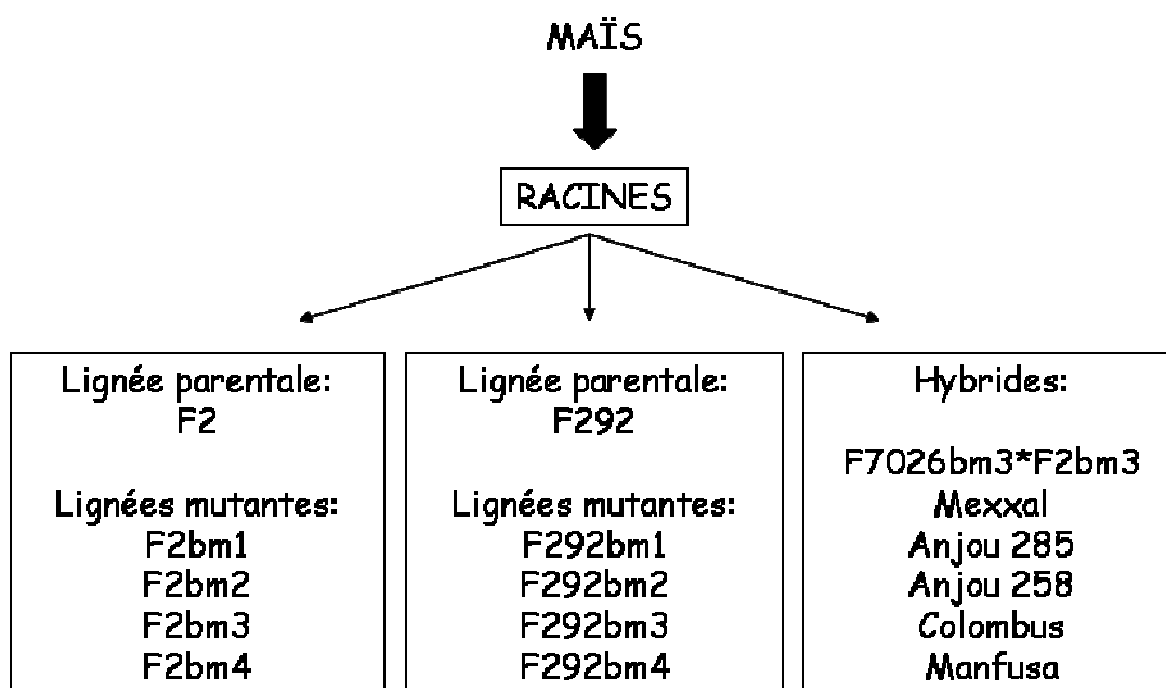 MAÏS
RACINES
Lignée parentale:
F2
Lignées mutantes:
F2bm1
F2bm2
F2bm3
F2bm4
Lignée parentale:
F292
Lignées mutantes:
F292bm1
F292bm2
F292bm3
F292bm4
Hybrides:
F7026bm3*F2bm3
Mexxal
Anjou 285
Anjou 258
Colombus
Manfusa